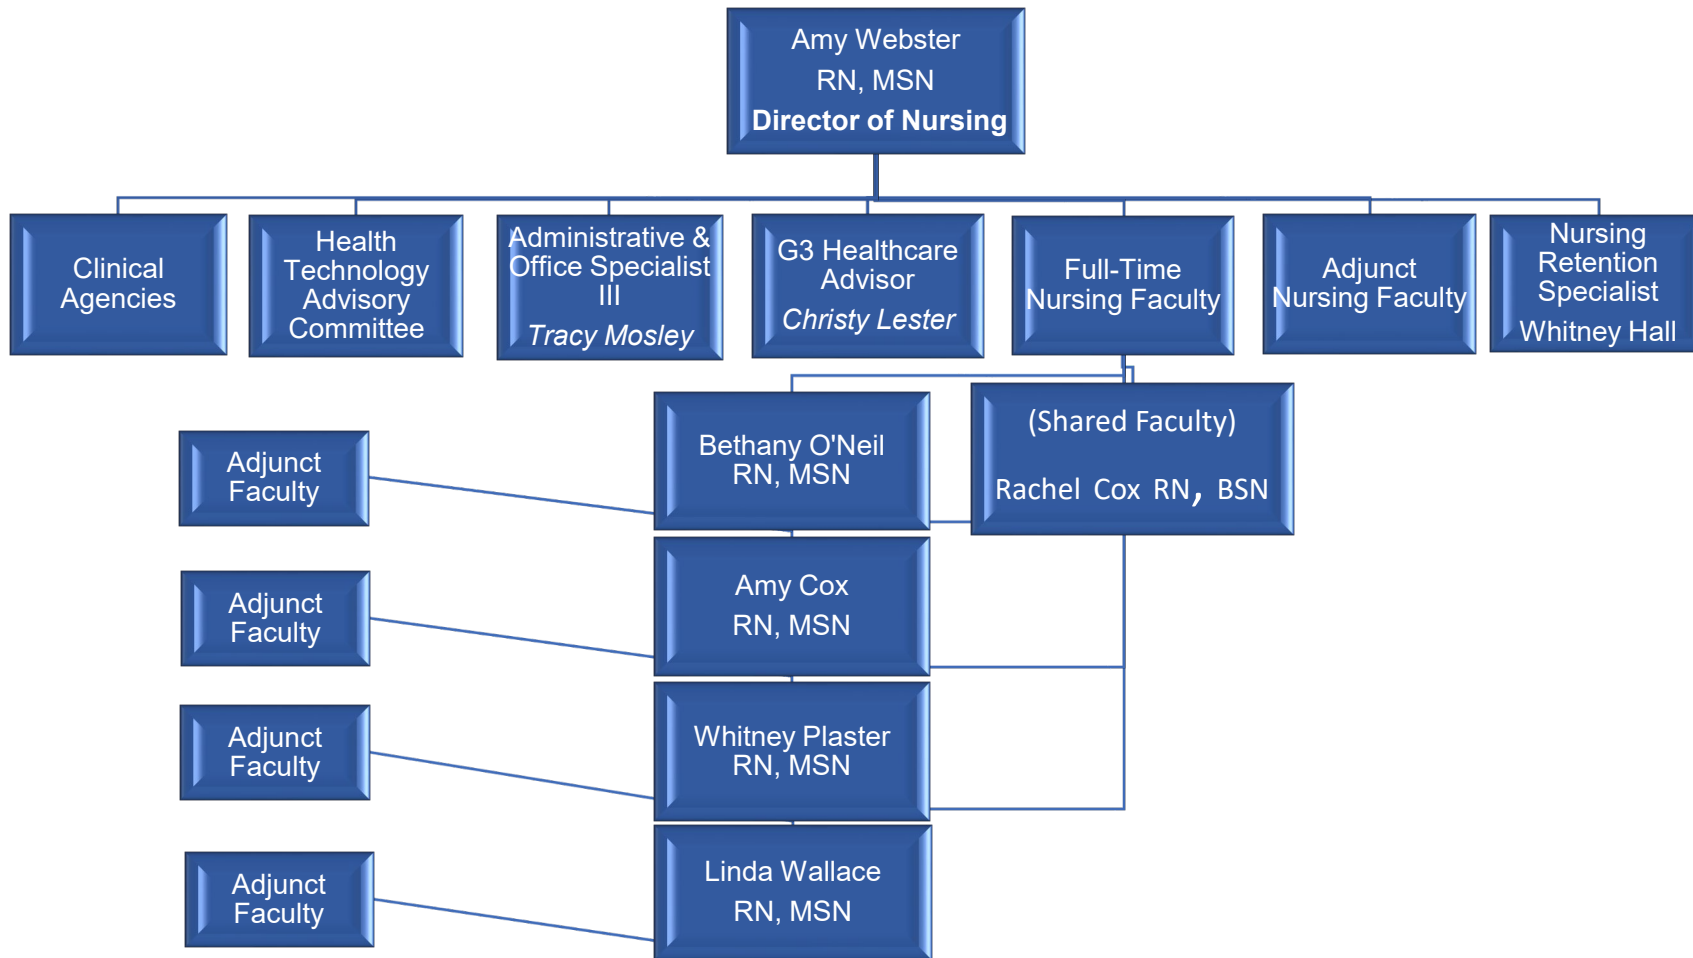 Amy Webster
RN, MSN
Director of Nursing
Clinical
Agencies
Health
Technology
Advisory
Committee
Administrative &
Office Specialist
III
Tracy Mosley
G3 Healthcare
Advisor
Christy Lester
Full-Time
Nursing Faculty
Adjunct
Nursing Faculty
Nursing
Retention
Specialist
Whitney Hall
(Shared Faculty)
Rachel Cox RN, BSN
Bethany O'Neil
RN, MSN
Adjunct
Faculty
Amy Cox
RN, MSN
Adjunct
Faculty
Whitney Plaster
RN, MSN
Adjunct
Faculty
Linda Wallace
RN, MSN
Adjunct
Faculty